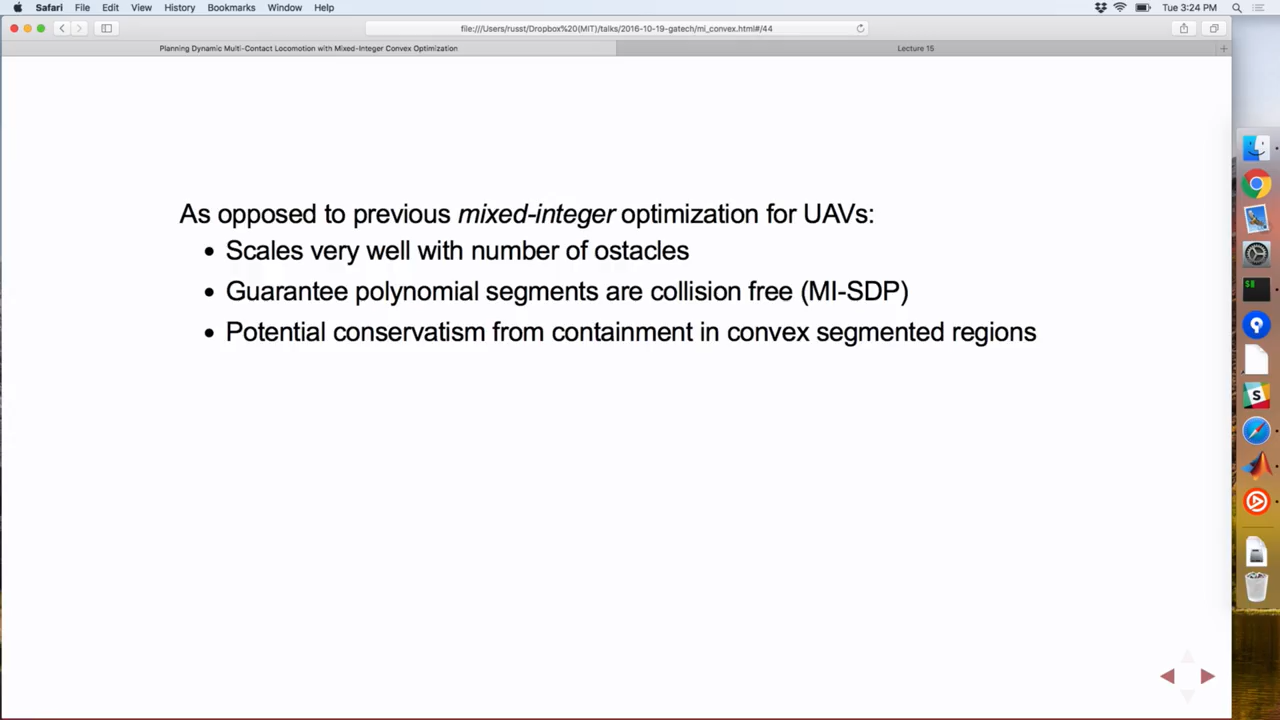 Safari File Edit View History Bookmarks Window Help Tue 3:24 PM
file:///Users/russt/Dropbox%20(MIT)/talks/2016-10-19-gatech/mi_convex.html#/44
Planning Dynamic Multi-Contact Locomotion with Mixed-Integer Convex Optimization Lecture 15
As opposed to previous mixed-integer optimization for UAVs:
• Scales very well with number of ostacles
• Guarantee polynomial segments are collision free (MI-SDP)
• Potential conservatism from containment in convex segmented regions